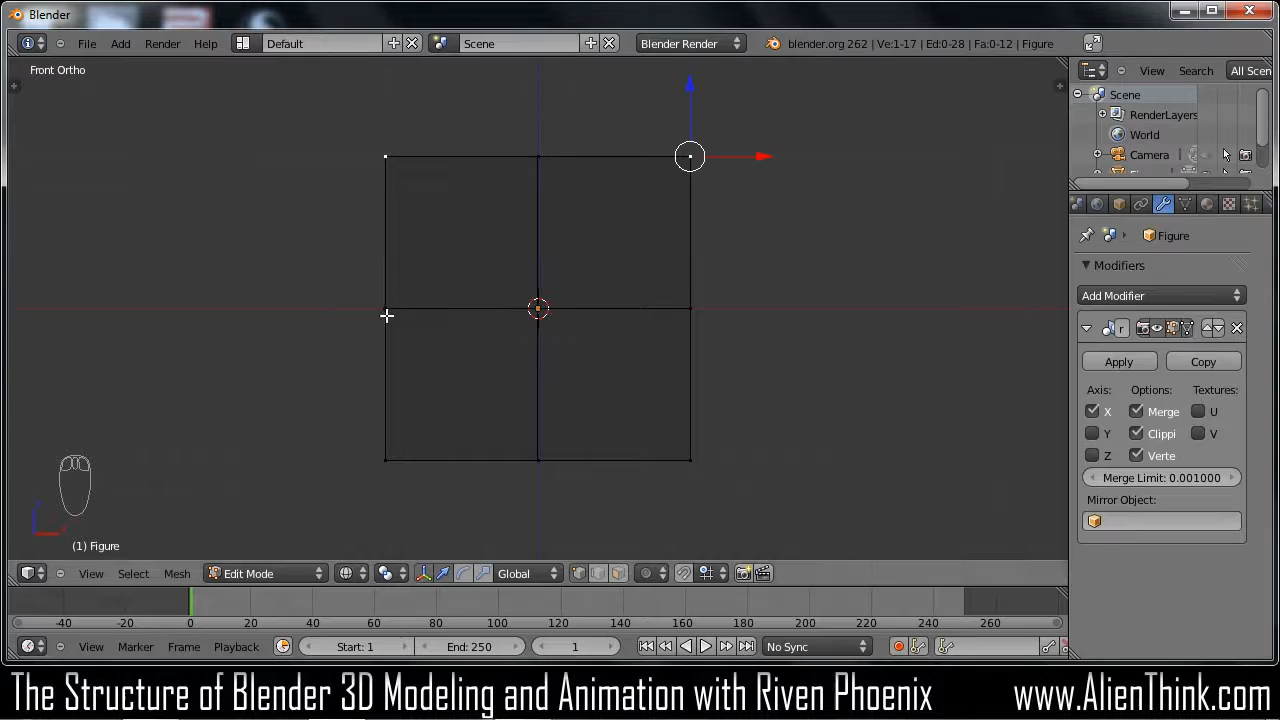 Blender
File Add Render Help Default Scene Blender Render blender.org 262 | Ve:1-17 | Ed:0-28 | Fa:0-12 | Figure
Front Ortho
View Search All Scen
Scene
RenderLayers
World
Camera
Figure
Modifiers
Add Modifier
r
Apply Copy
Axis: Options: Textures:
X Merge U
Y Clippi V
Z Verte
Merge Limit: 0.001000
Mirror Object:
(1) Figure
View Select Mesh Edit Mode Global
-40 -20 0 20 40 60 80 100 120 140 160 180 200 220 240 260
View Marker Frame Playback Start: 1 End: 250 1 No Sync
The Structure of Blender 3D Modeling and Animation with Riven Phoenix www.AlienThink.com